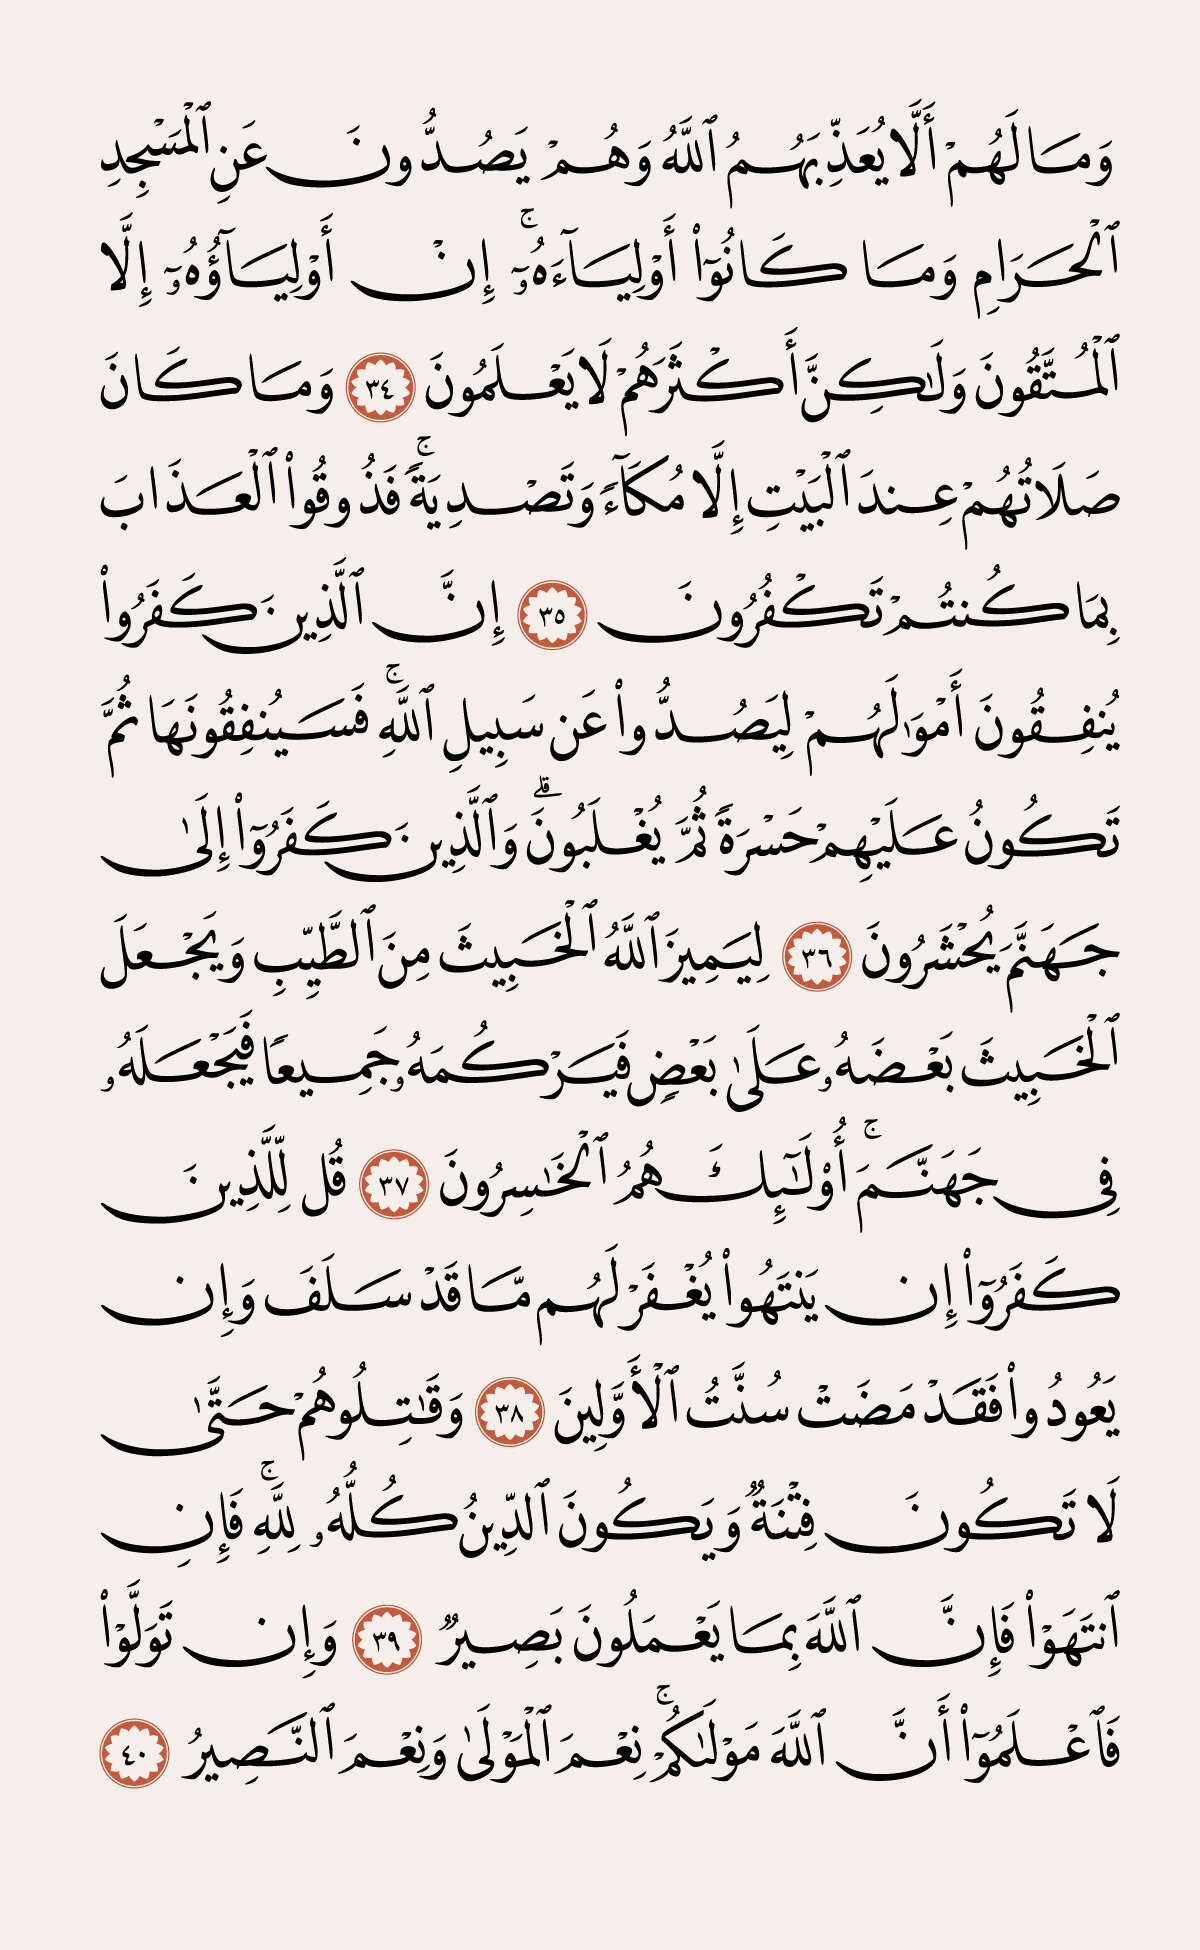 وَمَا لَهُمْ أَلَّا يُعَذِّبَهُمُ ٱللَّهُ وَهُمْ يَصُدُّونَ عَنِ ٱلْمَسْجِدِ
ٱلْحَرَامِ وَمَا كَانُوٓا۟ أَوْلِيَآءَهُۥٓ ۚ إِنْ أَوْلِيَآؤُهُۥٓ إِلَّا
ٱلْمُتَّقُونَ وَلَٰكِنَّ أَكْثَرَهُمْ لَا يَعْلَمُونَ ٣٤ وَمَا كَانَ
صَلَاتُهُمْ عِندَ ٱلْبَيْتِ إِلَّا مُكَآءً وَتَصْدِيَةً ۚ فَذُوقُوا۟ ٱلْعَذَابَ
بِمَا كُنتُمْ تَكْفُرُونَ ٣٥ إِنَّ ٱلَّذِينَ كَفَرُوا۟
يُنفِقُونَ أَمْوَٰلَهُمْ لِيَصُدُّوا۟ عَن سَبِيلِ ٱللَّهِ ۚ فَسَيُنفِقُونَهَا ثُمَّ
تَكُونُ عَلَيْهِمْ حَسْرَةً ثُمَّ يُغْلَبُونَ ۗ وَٱلَّذِينَ كَفَرُوٓا۟ إِلَىٰ
جَهَنَّمَ يُحْشَرُونَ ٣٦ لِيَمِيزَ ٱللَّهُ ٱلْخَبِيثَ مِنَ ٱلطَّيِّبِ وَيَجْعَلَ
ٱلْخَبِيثَ بَعْضَهُۥ عَلَىٰ بَعْضٍ فَيَرْكُمَهُۥ جَمِيعًا فَيَجْعَلَهُۥ
فِى جَهَنَّمَ ۚ أُو۟لَٰٓئِكَ هُمُ ٱلْخَٰسِرُونَ ٣٧ قُل لِّلَّذِينَ
كَفَرُوٓا۟ إِن يَنتَهُوا۟ يُغْفَرْ لَهُم مَّا قَدْ سَلَفَ وَإِن
يَعُودُوا۟ فَقَدْ مَضَتْ سُنَّتُ ٱلْأَوَّلِينَ ٣٨ وَقَٰتِلُوهُمْ حَتَّىٰ
لَا تَكُونَ فِتْنَةٌ وَيَكُونَ ٱلدِّينُ كُلُّهُۥ لِلَّهِ ۚ فَإِنِ
ٱنتَهَوْا۟ فَإِنَّ ٱللَّهَ بِمَا يَعْمَلُونَ بَصِيرٌ ٣٩ وَإِن تَوَلَّوْا۟
فَٱعْلَمُوٓا۟ أَنَّ ٱللَّهَ مَوْلَىٰكُمْ ۚ نِعْمَ ٱلْمَوْلَىٰ وَنِعْمَ ٱلنَّصِيرُ ٤٠